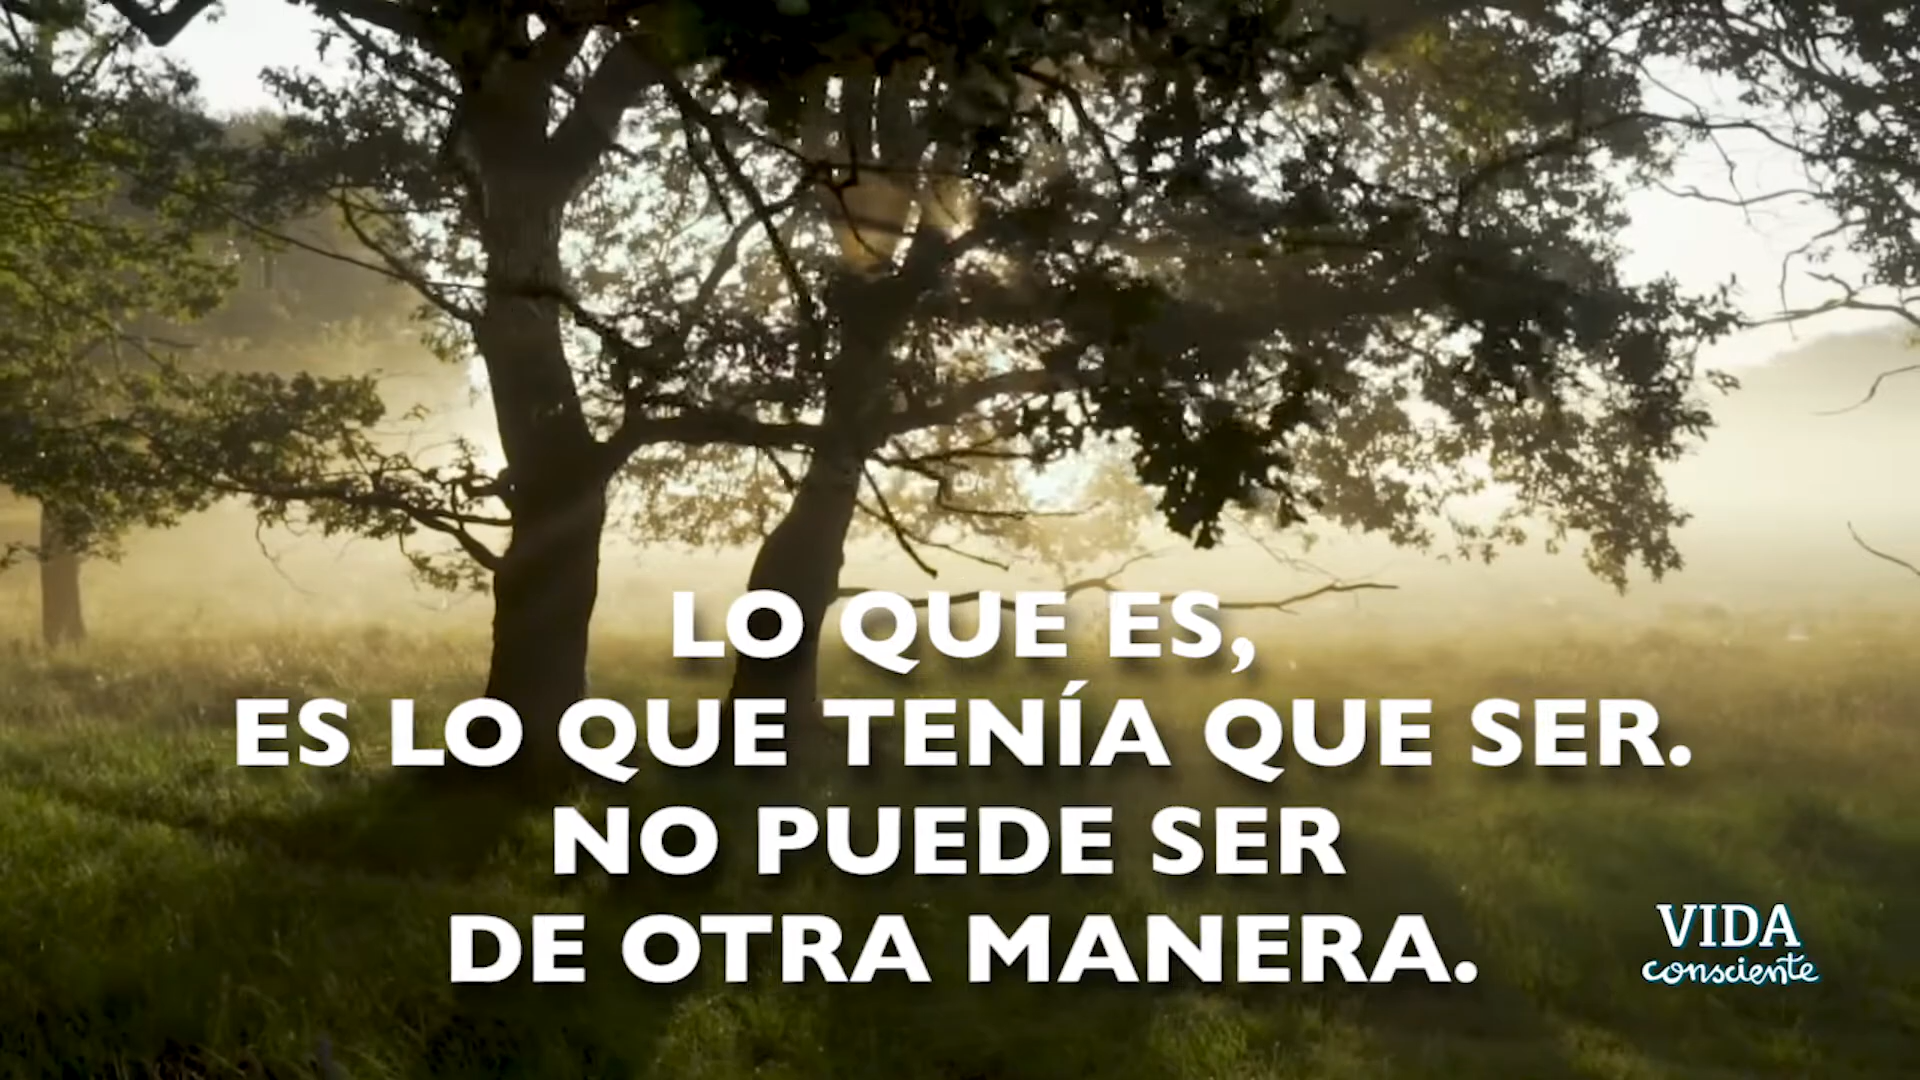 LO QUE ES,
ES LO QUE TENÍA QUE SER.
NO PUEDE SER
DE OTRA MANERA.
VIDA
consciente